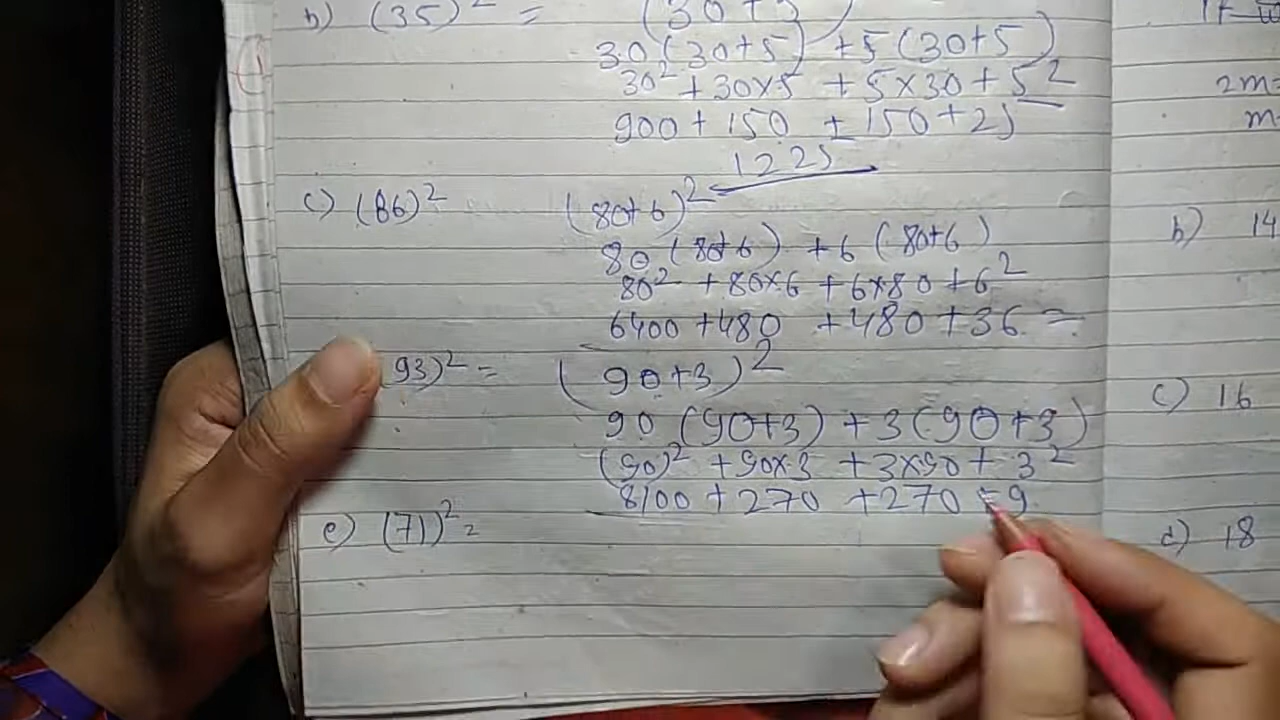 b) (35)² = (30+5)
30(30+5) +5(30+5)
30² +30×5 +5×30+5²
900+150 +150+25
1225
c) (86)² (80+6)²
80(80+6) +6(80+6)
80² +80×6 +6×80+6²
6400+480 +480+36 =
93)² = (90+3)²
90(90+3) +3(90+3)
(90)² +90×3 +3×90+3²
8100+270 +270+9
e) (71)² =
2m=
m=
b) 14
c) 16
d) 18